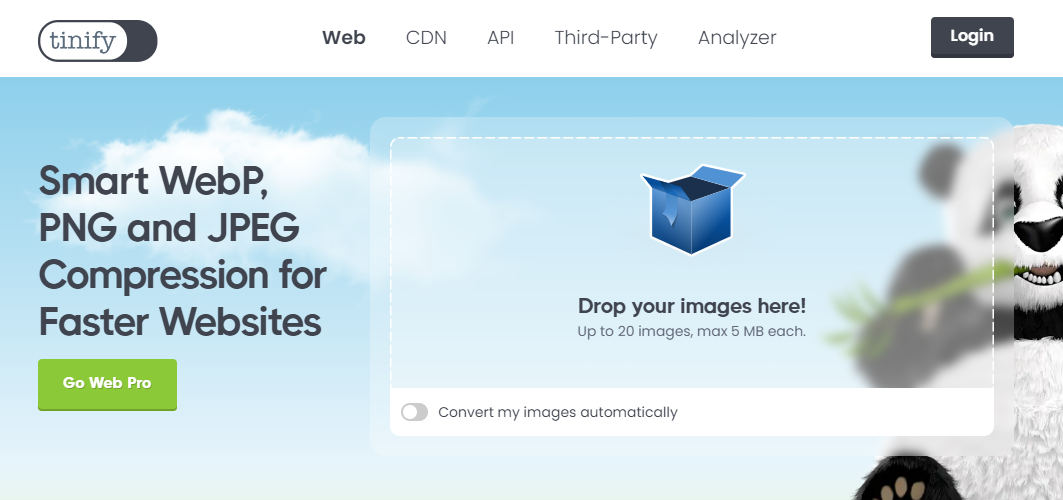 tinify
Web
CDN
API
Third-Party
Analyzer
Login
Smart WebP,
PNG and JPEG
Compression for
Faster Websites
Go Web Pro
Drop your images here!
Up to 20 images, max 5 MB each.
Convert my images automatically